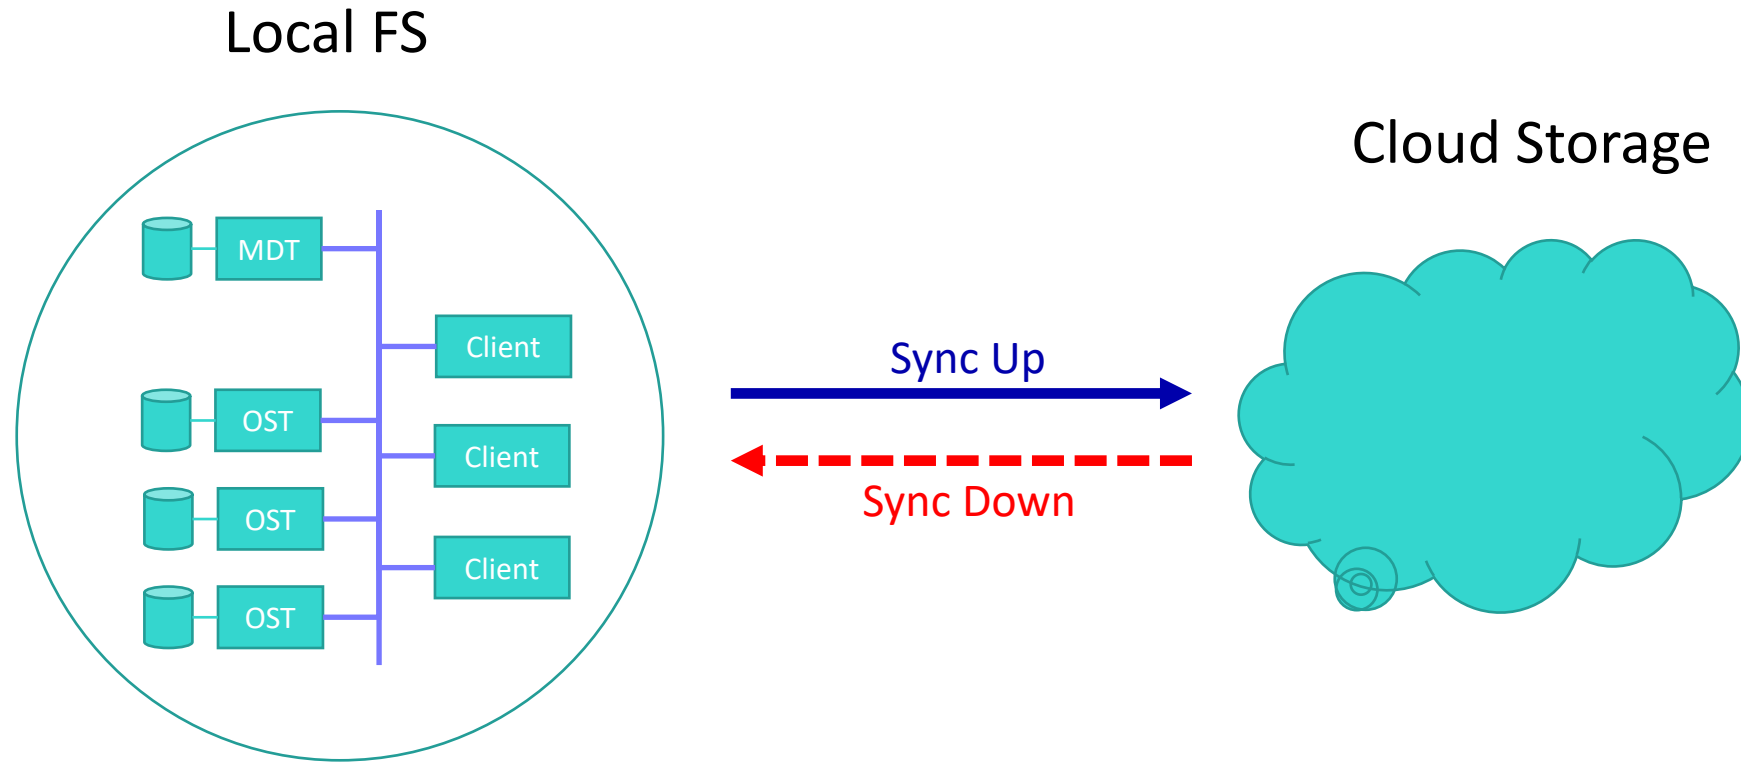 Local FS
Cloud Storage
MDT
Client
Sync Up
OST
Client
Sync Down
OST
Client
OST